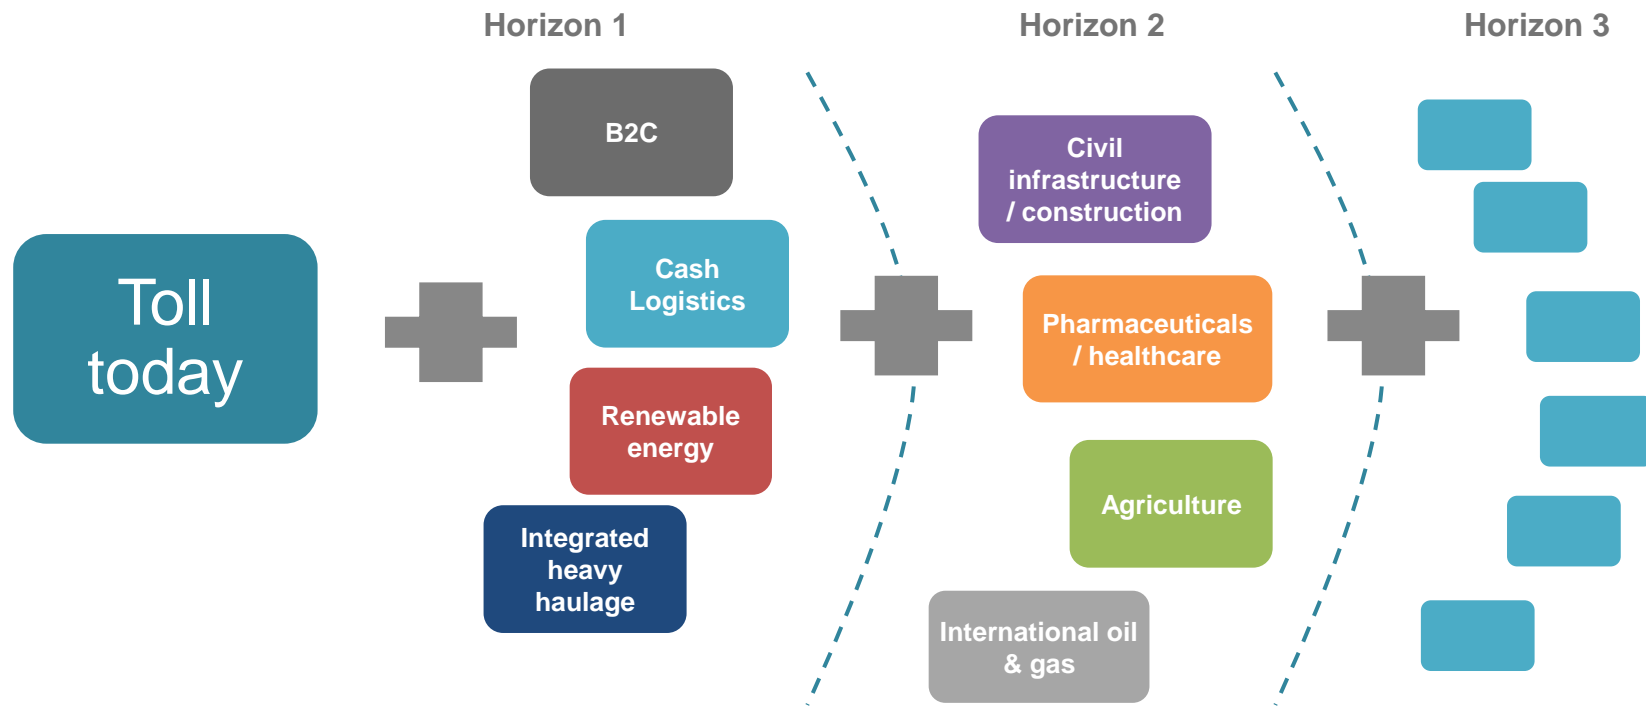 Horizon 1
Horizon 2
Horizon 3
Toll
today
B2C
Cash
Logistics
Renewable
energy
Integrated
heavy
haulage
Civil
infrastructure
/ construction
Pharmaceuticals
/ healthcare
Agriculture
International oil
& gas